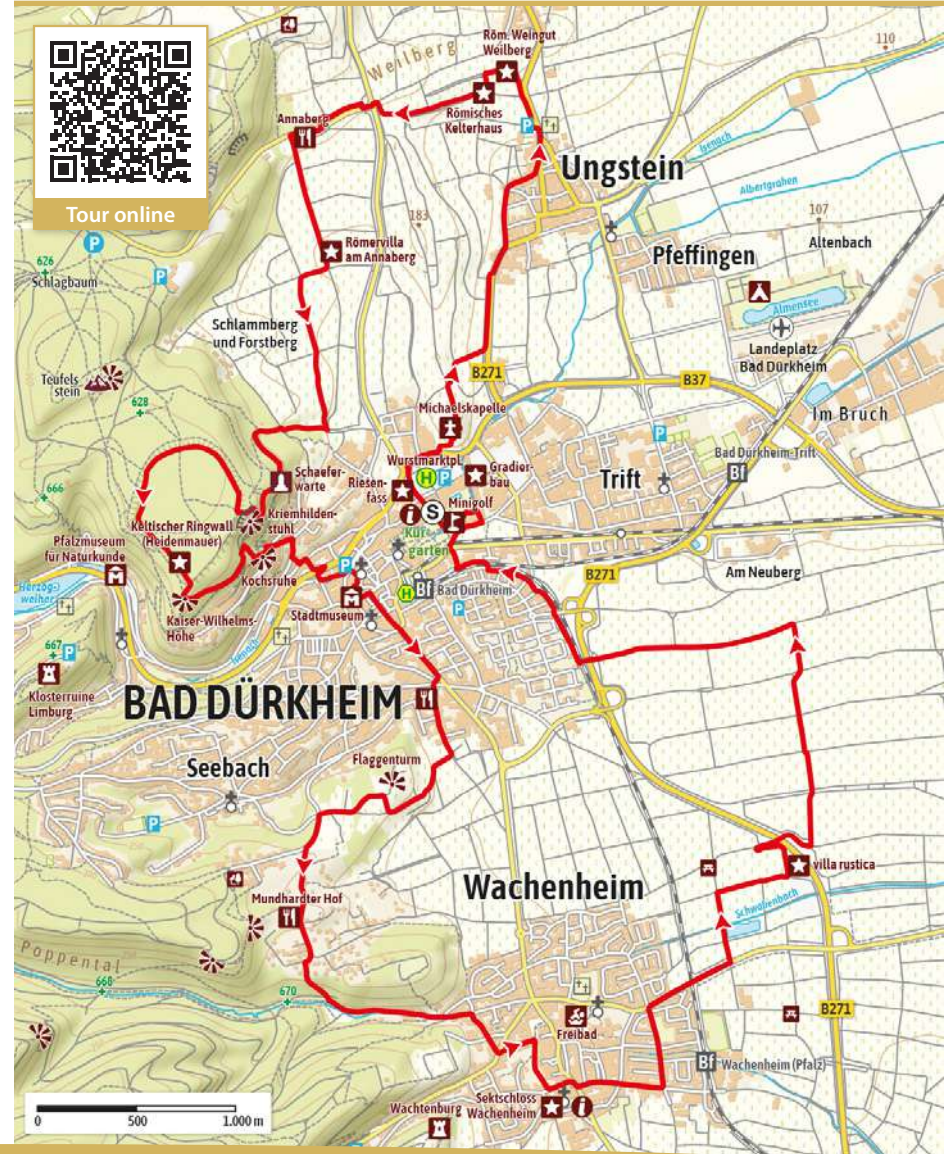 Tour online
Weilberg
Röm. Weingut
Weilberg
110
Römisches
Kelterhaus
Annaberg
P
Ungstein
Isenach
Albertgraben
183
107
Altenbach
Pfeffingen
Almensee
Landeplatz
Bad Dürkheim
P
P
626
Schlagbaum
Römervilla
am Annaberg
Schlammberg
und Forstberg
Teufels
stein
628
B271
B37
Im Bruch
Michaelskapelle
Wurstmarktpl.
H
P
Riesen-
fass
Gradier-
bau
P
Trift
Bad Dürkheim-Trift
Bf
Minigolf
i
S
Kur
garten
666
Schaefer-
warte
Kriemhilden-
stuhl
Keltischer Ringwall
(Heidenmauer)
Pfalzmuseum
für Naturkunde
Kochsruhe
P
Stadtmuseum
H
Bf
Bad Dürkheim
P
B271
Am Neuberg
Herzog-
weiher
Kaiser-Wilhelms-
Höhe
Isenach
667
P
Klosterruine
Limburg
BAD DÜRKHEIM
Seebach
Flaggenturm
P
Mundhardter Hof
Wachenheim
villa rustica
Schwabenbach
Poppental
668
670
Freibad
B271
Bf
Wachenheim (Pfalz)
Sektschloss
Wachenheim
i
Wachtenburg
0
500
1.000 m